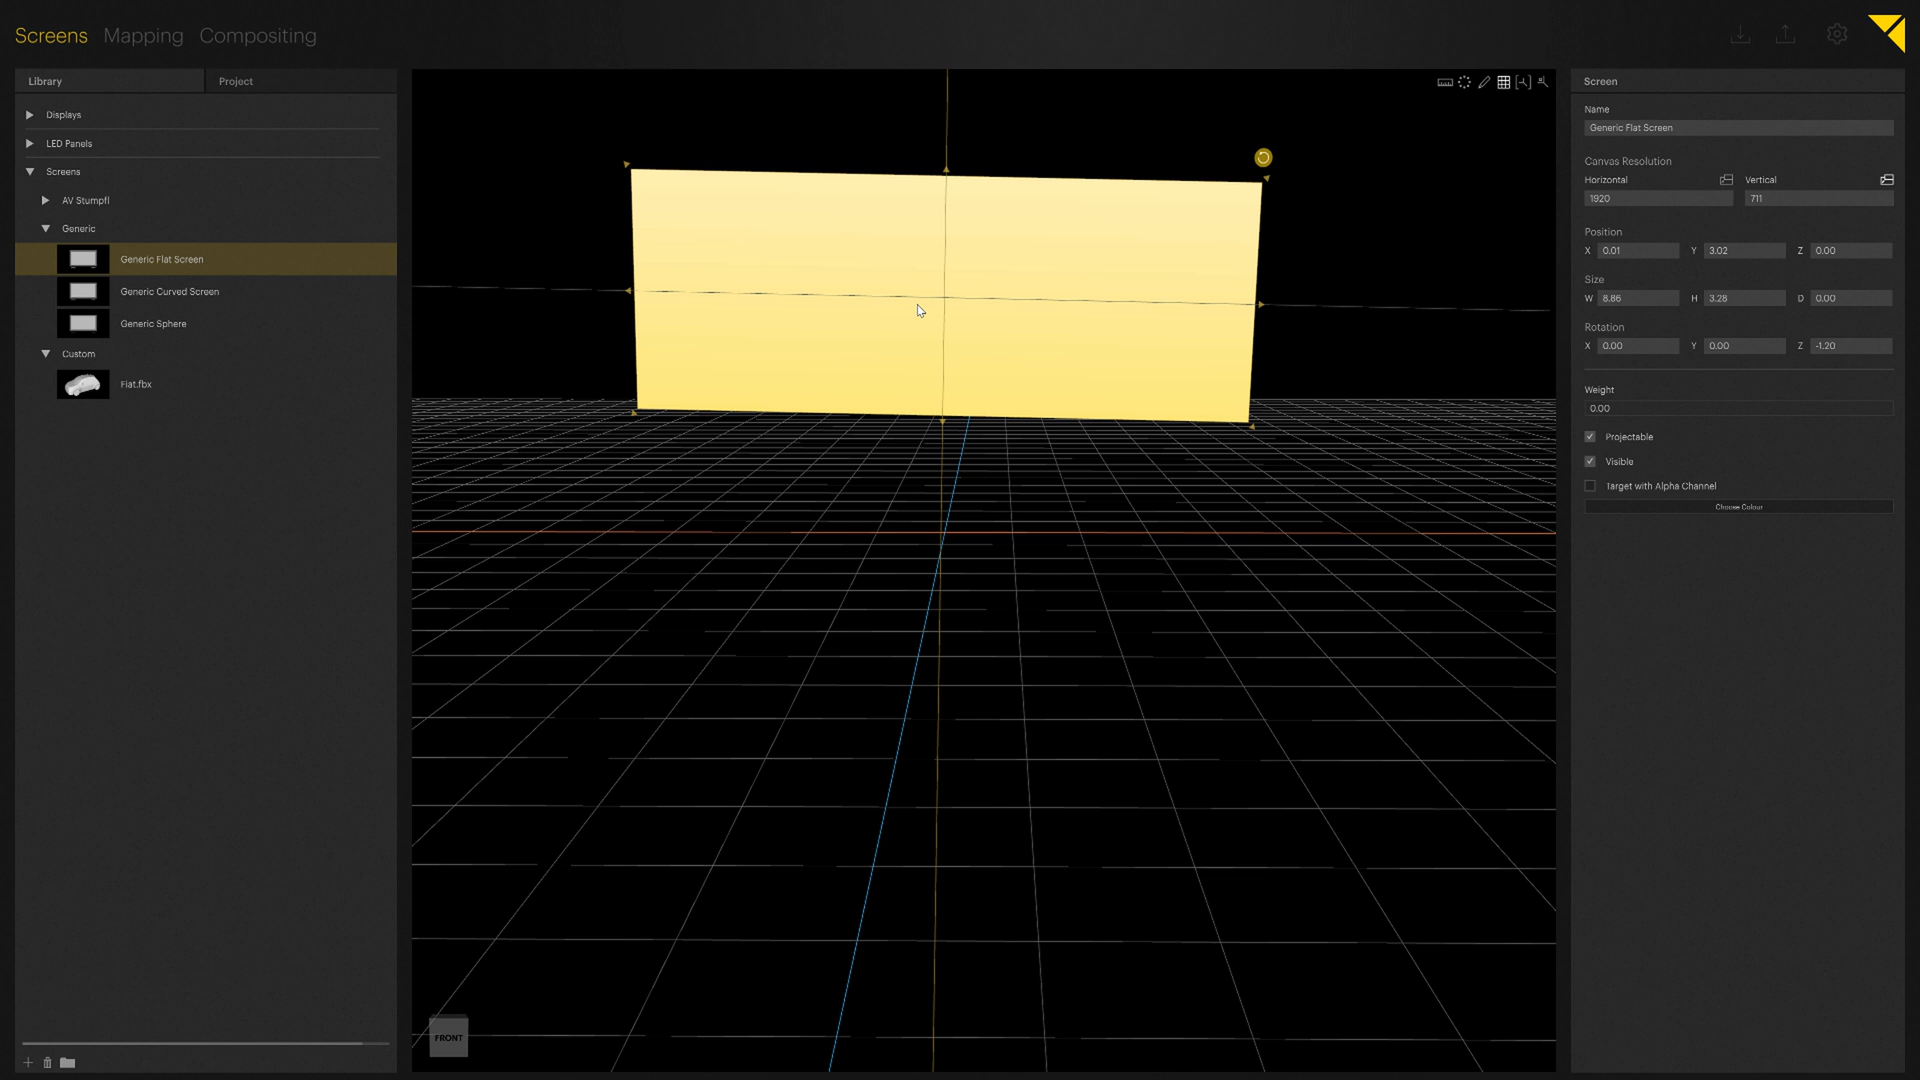 Screens Mapping Compositing
Library Project
Displays
LED Panels
Screens
AV Stumpfl
Generic
Generic Flat Screen
Generic Curved Screen
Generic Sphere
Custom
Fiat.fbx
FRONT
Screen
Name
Generic Flat Screen
Canvas Resolution
Horizontal Vertical
1920 711
Position
X 0.01 Y 3.02 Z 0.00
Size
W 8.86 H 3.28 D 0.00
Rotation
X 0.00 Y 0.00 Z -1.20
Weight
0.00
Projectable
Visible
Target with Alpha Channel
Choose Colour